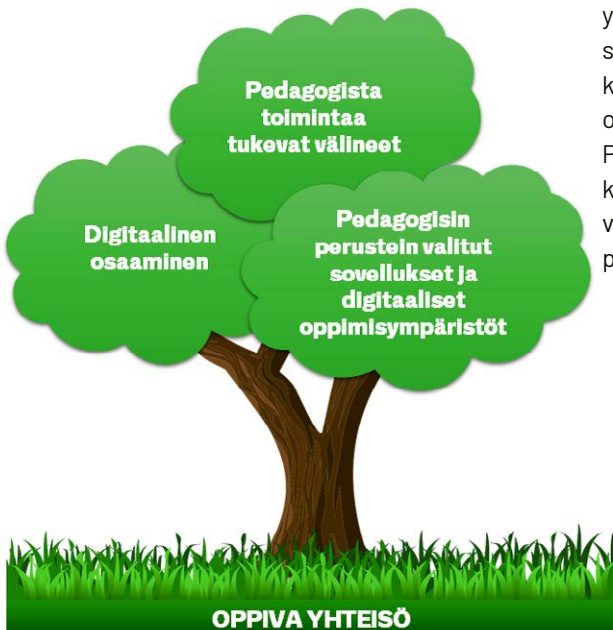 Pedagogista
toimintaa
tukevat välineet
Digitaalinen
osaaminen
Pedagogisin
perustein valitut
sovellukset ja
digitaaliset
oppimisympäristöt
OPPIVA YHTEISÖ